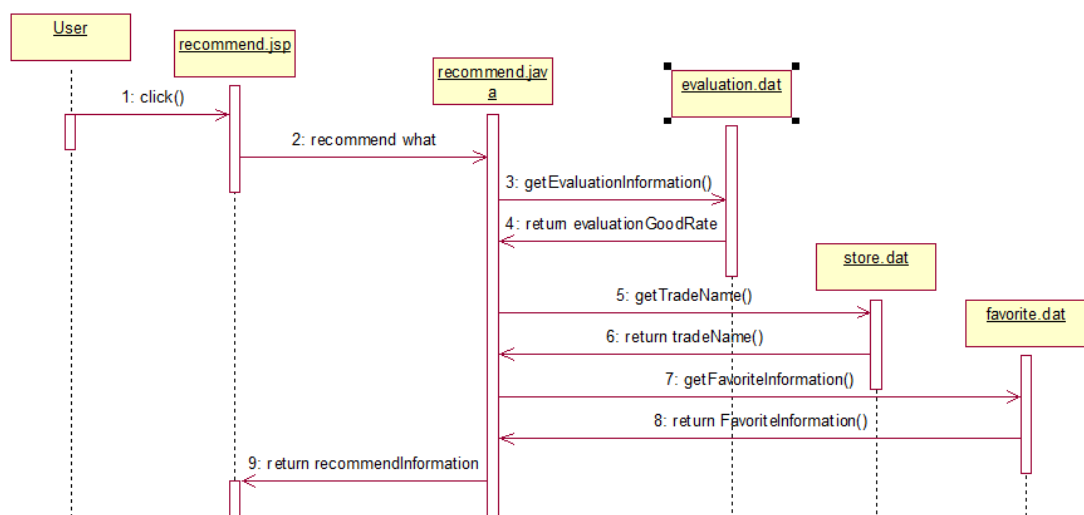 User
recommend.jsp
recommend.jav
a
evaluation.dat
1: click()
2: recommend what
3: getEvaluationInformation()
4: return evaluationGoodRate
store.dat
5: getTradeName()
favorite.dat
6: return tradeName()
7: getFavoriteInformation()
8: return FavoriteInformation()
9: return recommendInformation